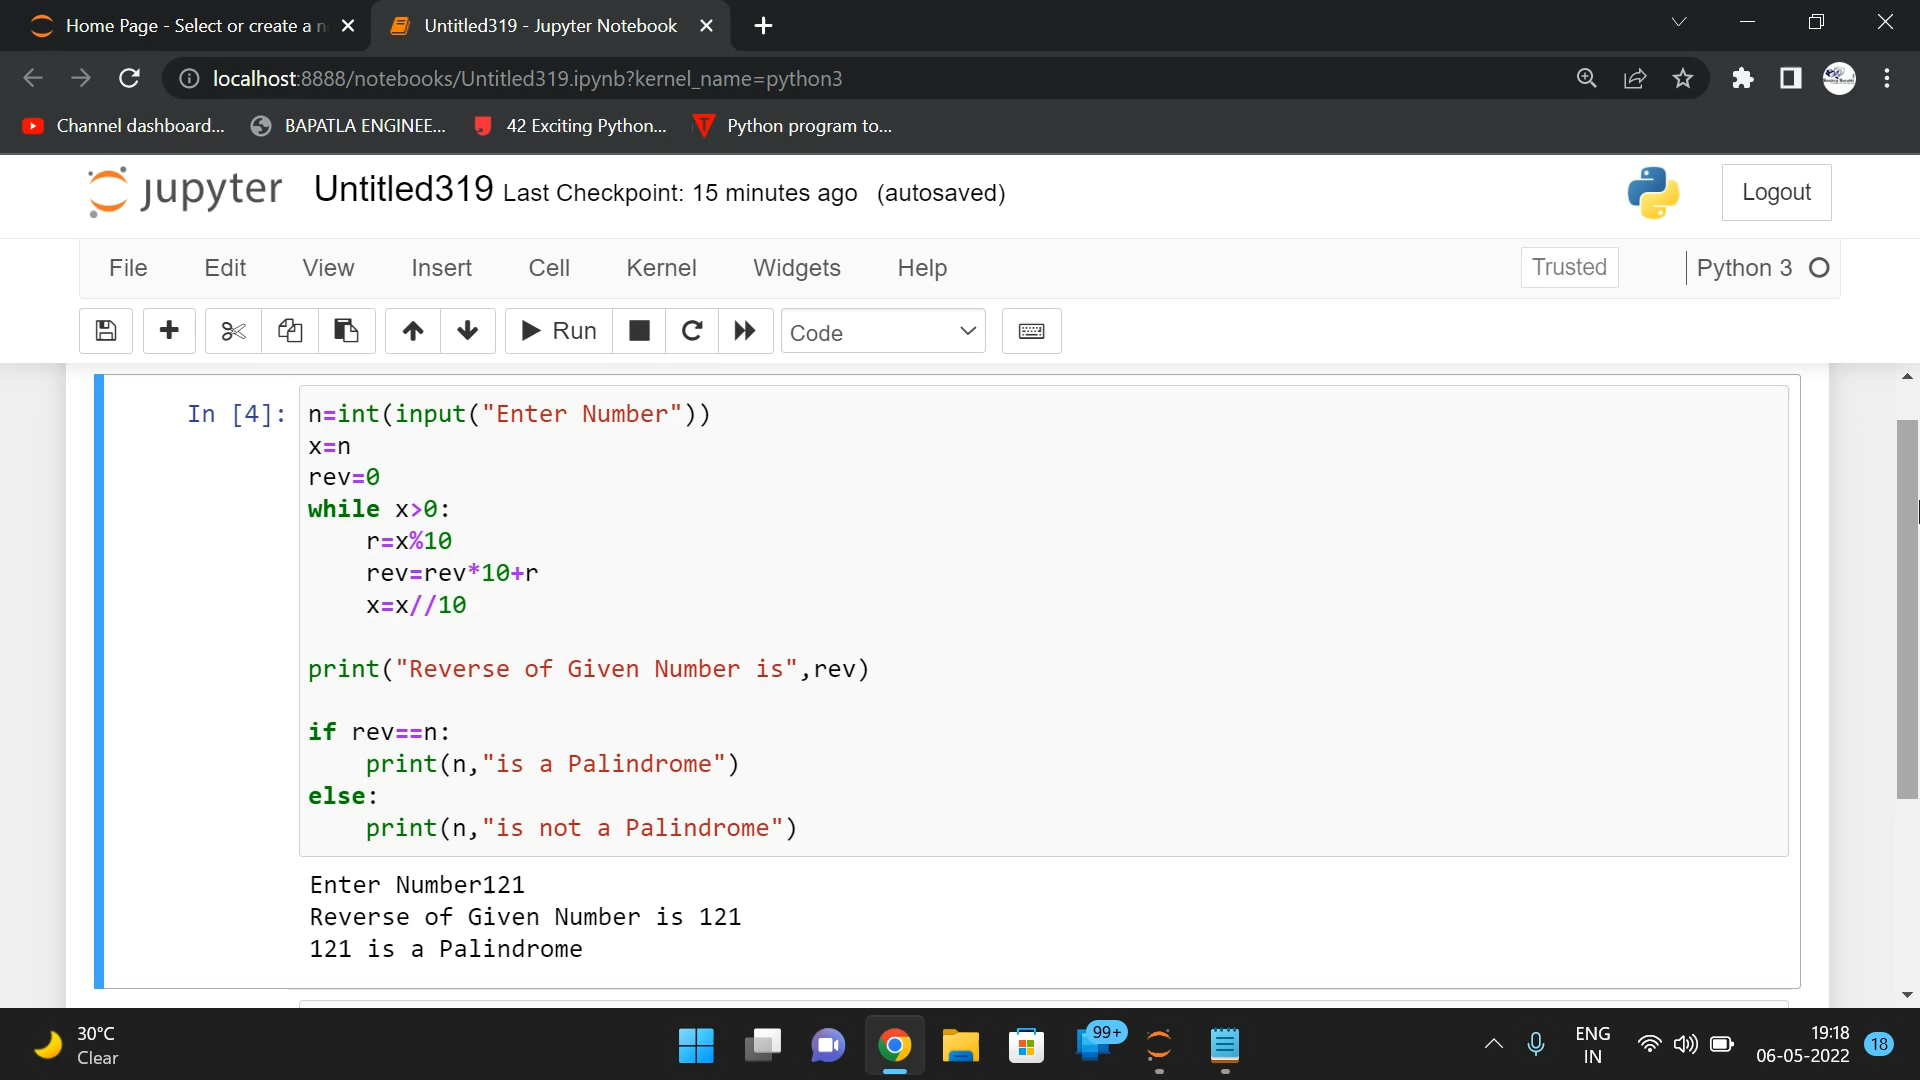 Home Page - Select or create a n
Untitled319 - Jupyter Notebook
localhost:8888/notebooks/Untitled319.ipynb?kernel_name=python3
Channel dashboard...
BAPATLA ENGINEE...
42 Exciting Python...
Python program to...
jupyter Untitled319 Last Checkpoint: 15 minutes ago (autosaved)
Logout
File Edit View Insert Cell Kernel Widgets Help
Trusted
Python 3
Run
Code
In [4]:
n=int(input("Enter Number"))
x=n
rev=0
while x>0:
    r=x%10
    rev=rev*10+r
    x=x//10
print("Reverse of Given Number is",rev)
if rev==n:
    print(n,"is a Palindrome")
else:
    print(n,"is not a Palindrome")
Enter Number121
Reverse of Given Number is 121
121 is a Palindrome
30°C
Clear
99+
ENG
IN
19:18
06-05-2022
18